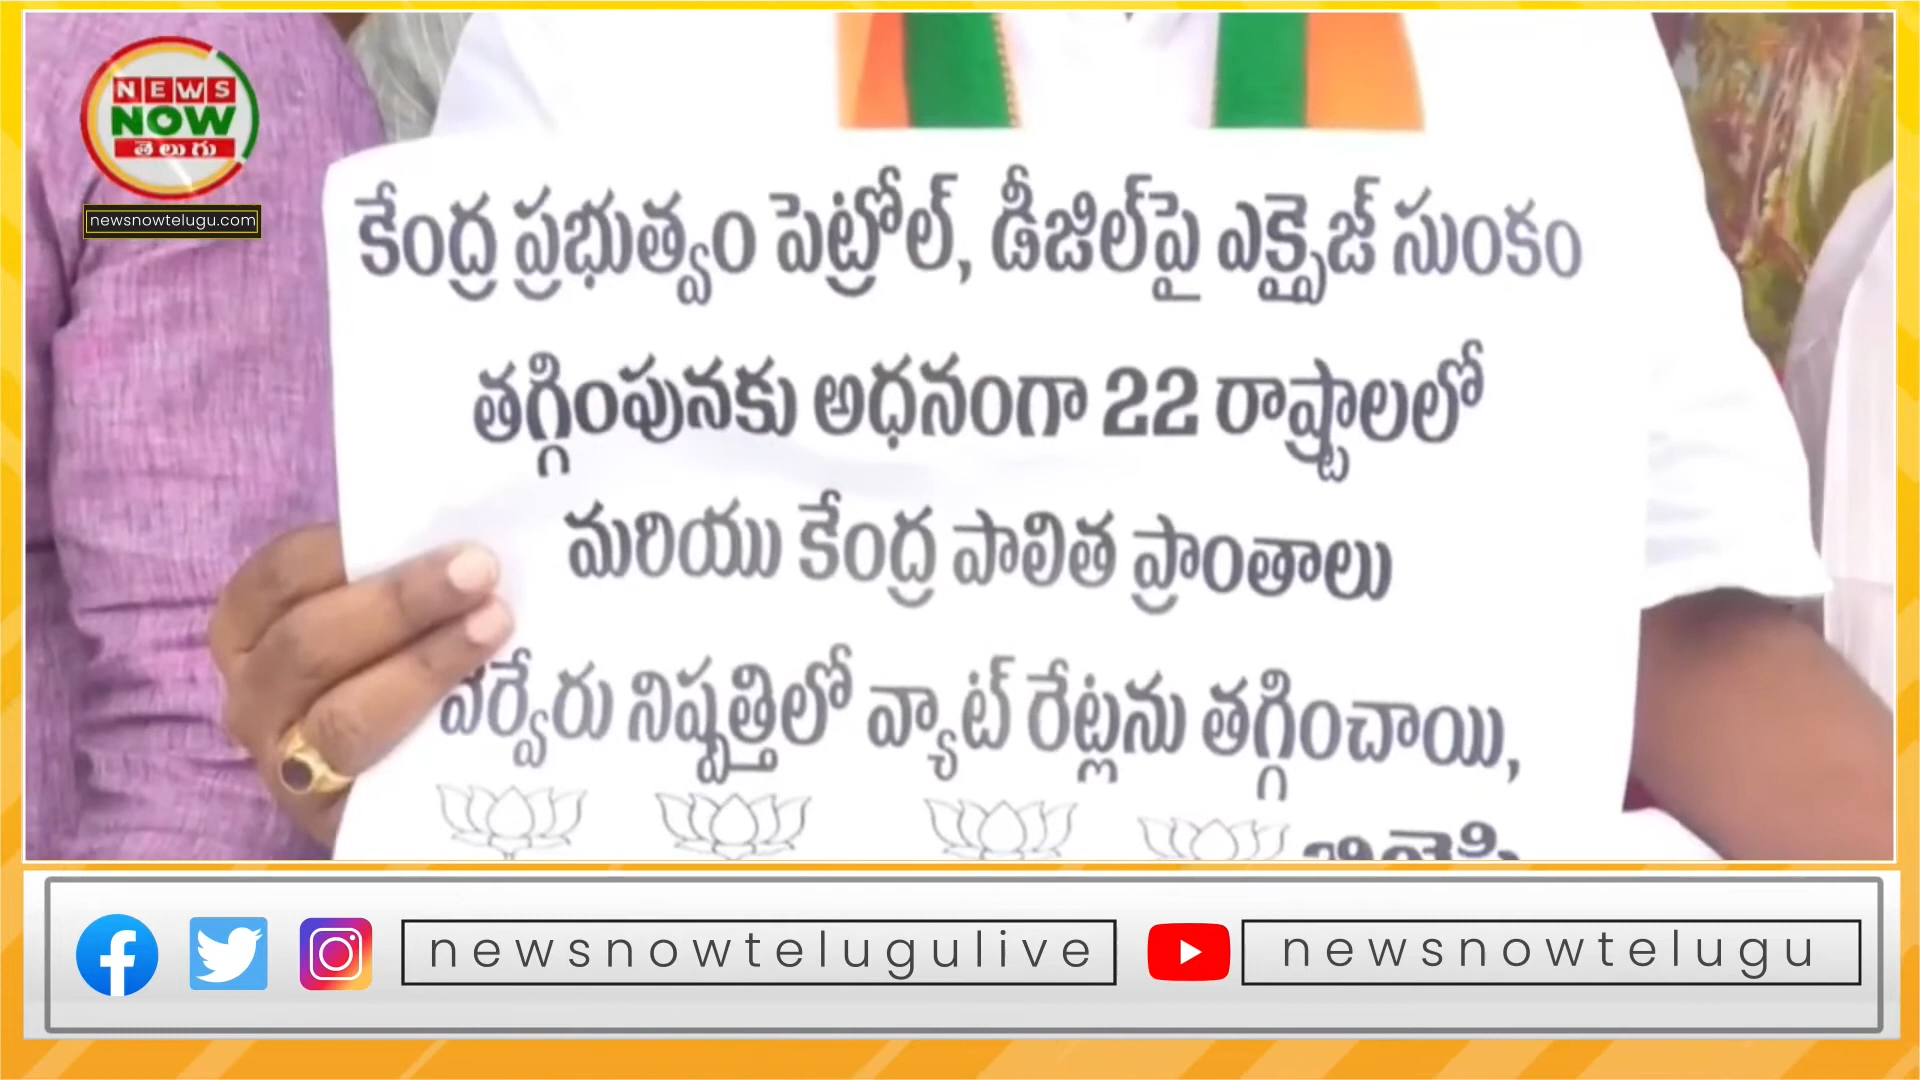 NEWS
NOW
తెలుగు
newsnowtelugu.com
కేంద్ర ప్రభుత్వం పెట్రోల్, డీజిల్‌పై ఎక్సైజ్ సుంకం
తగ్గింపునకు అధనంగా 22 రాష్ట్రాలలో
మరియు కేంద్ర పాలిత ప్రాంతాలు
వేర్వేరు నిష్పత్తిలో వ్యాట్ రేట్లను తగ్గించాయి,
newsnowtelugulive
newsnowtelugu